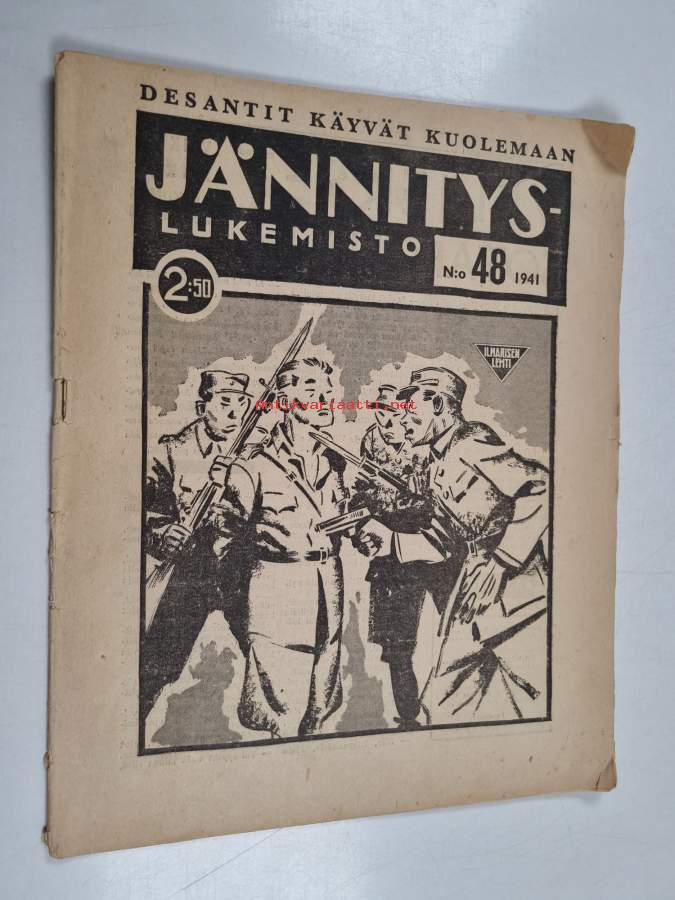 DESANTIT KÄYVÄT KUOLEMAAN
JÄNNITYS-
LUKEMISTO
N:o 48 1941
2:50
ILMARISEN
LEHTI
Antikvariaatti.net